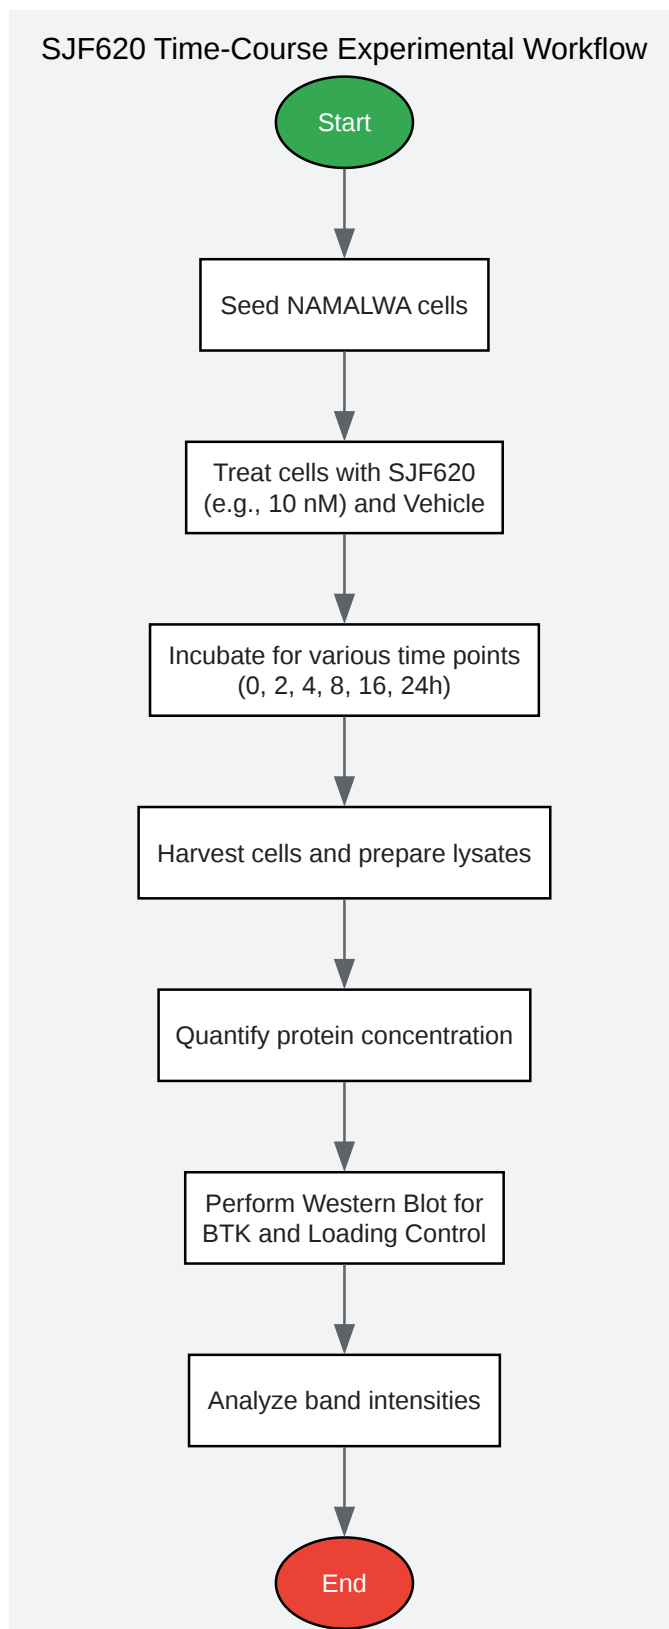 SJF620 Time-Course Experimental Workflow
Start
Seed NAMALWA cells
Treat cells with SJF620
(e.g., 10 nM) and Vehicle
Incubate for various time points
(0, 2, 4, 8, 16, 24h)
Harvest cells and prepare lysates
Quantify protein concentration
Perform Western Blot for
BTK and Loading Control
Analyze band intensities
End